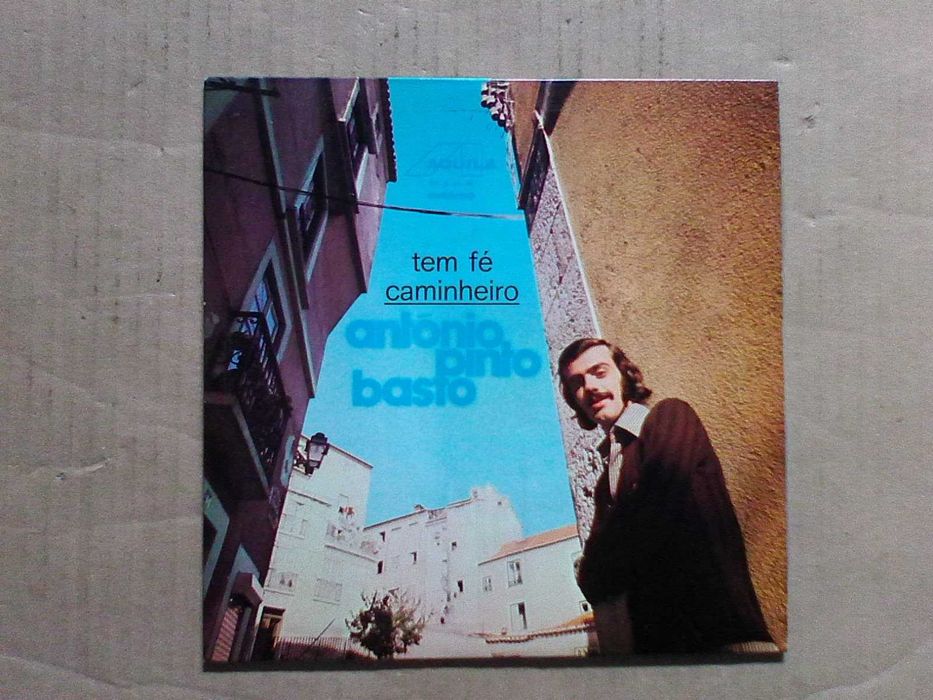 tem fé
caminheiro
antónio
pinto
basto